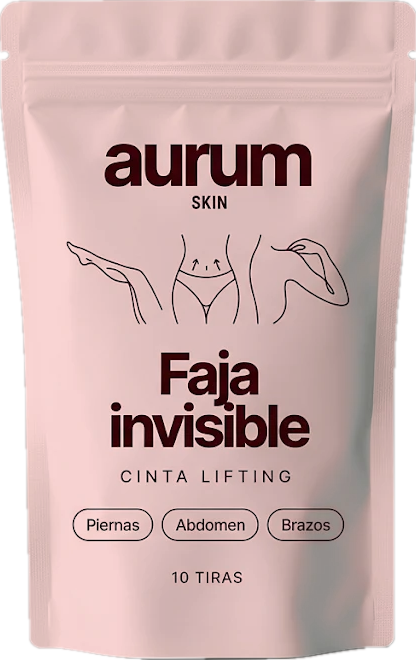 aurum
SKIN
Faja
invisible
CINTA LIFTING
Piernas Abdomen Brazos
10 TIRAS